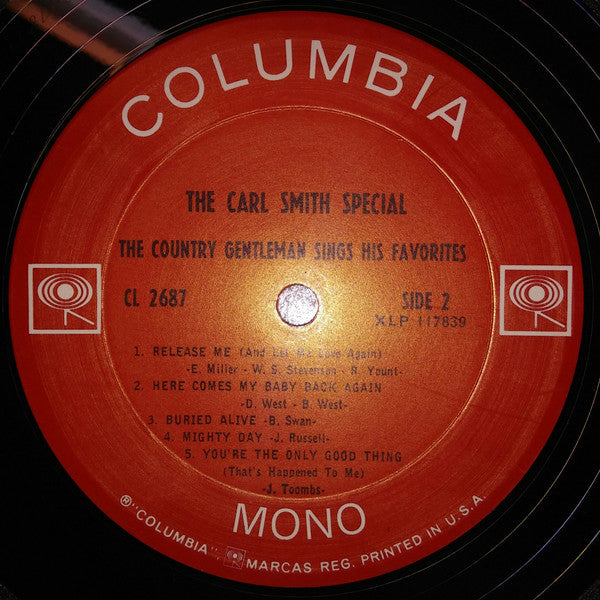 COLUMBIA
THE CARL SMITH SPECIAL
THE COUNTRY GENTLEMAN SINGS HIS FAVORITES
CL 2687
SIDE 2
XLP 117839
1. RELEASE ME (And Let Me Love Again)
-E. Miller - W. S. Stevenson - R. Yount-
2. HERE COMES MY BABY BACK AGAIN
-D. West - B. West-
3. BURIED ALIVE -B. Swan-
4. MIGHTY DAY -J. Russell-
5. YOU'RE THE ONLY GOOD THING
(That's Happened To Me)
-J. Toombs-
MONO
®"COLUMBIA", MARCAS REG. PRINTED IN U.S.A.